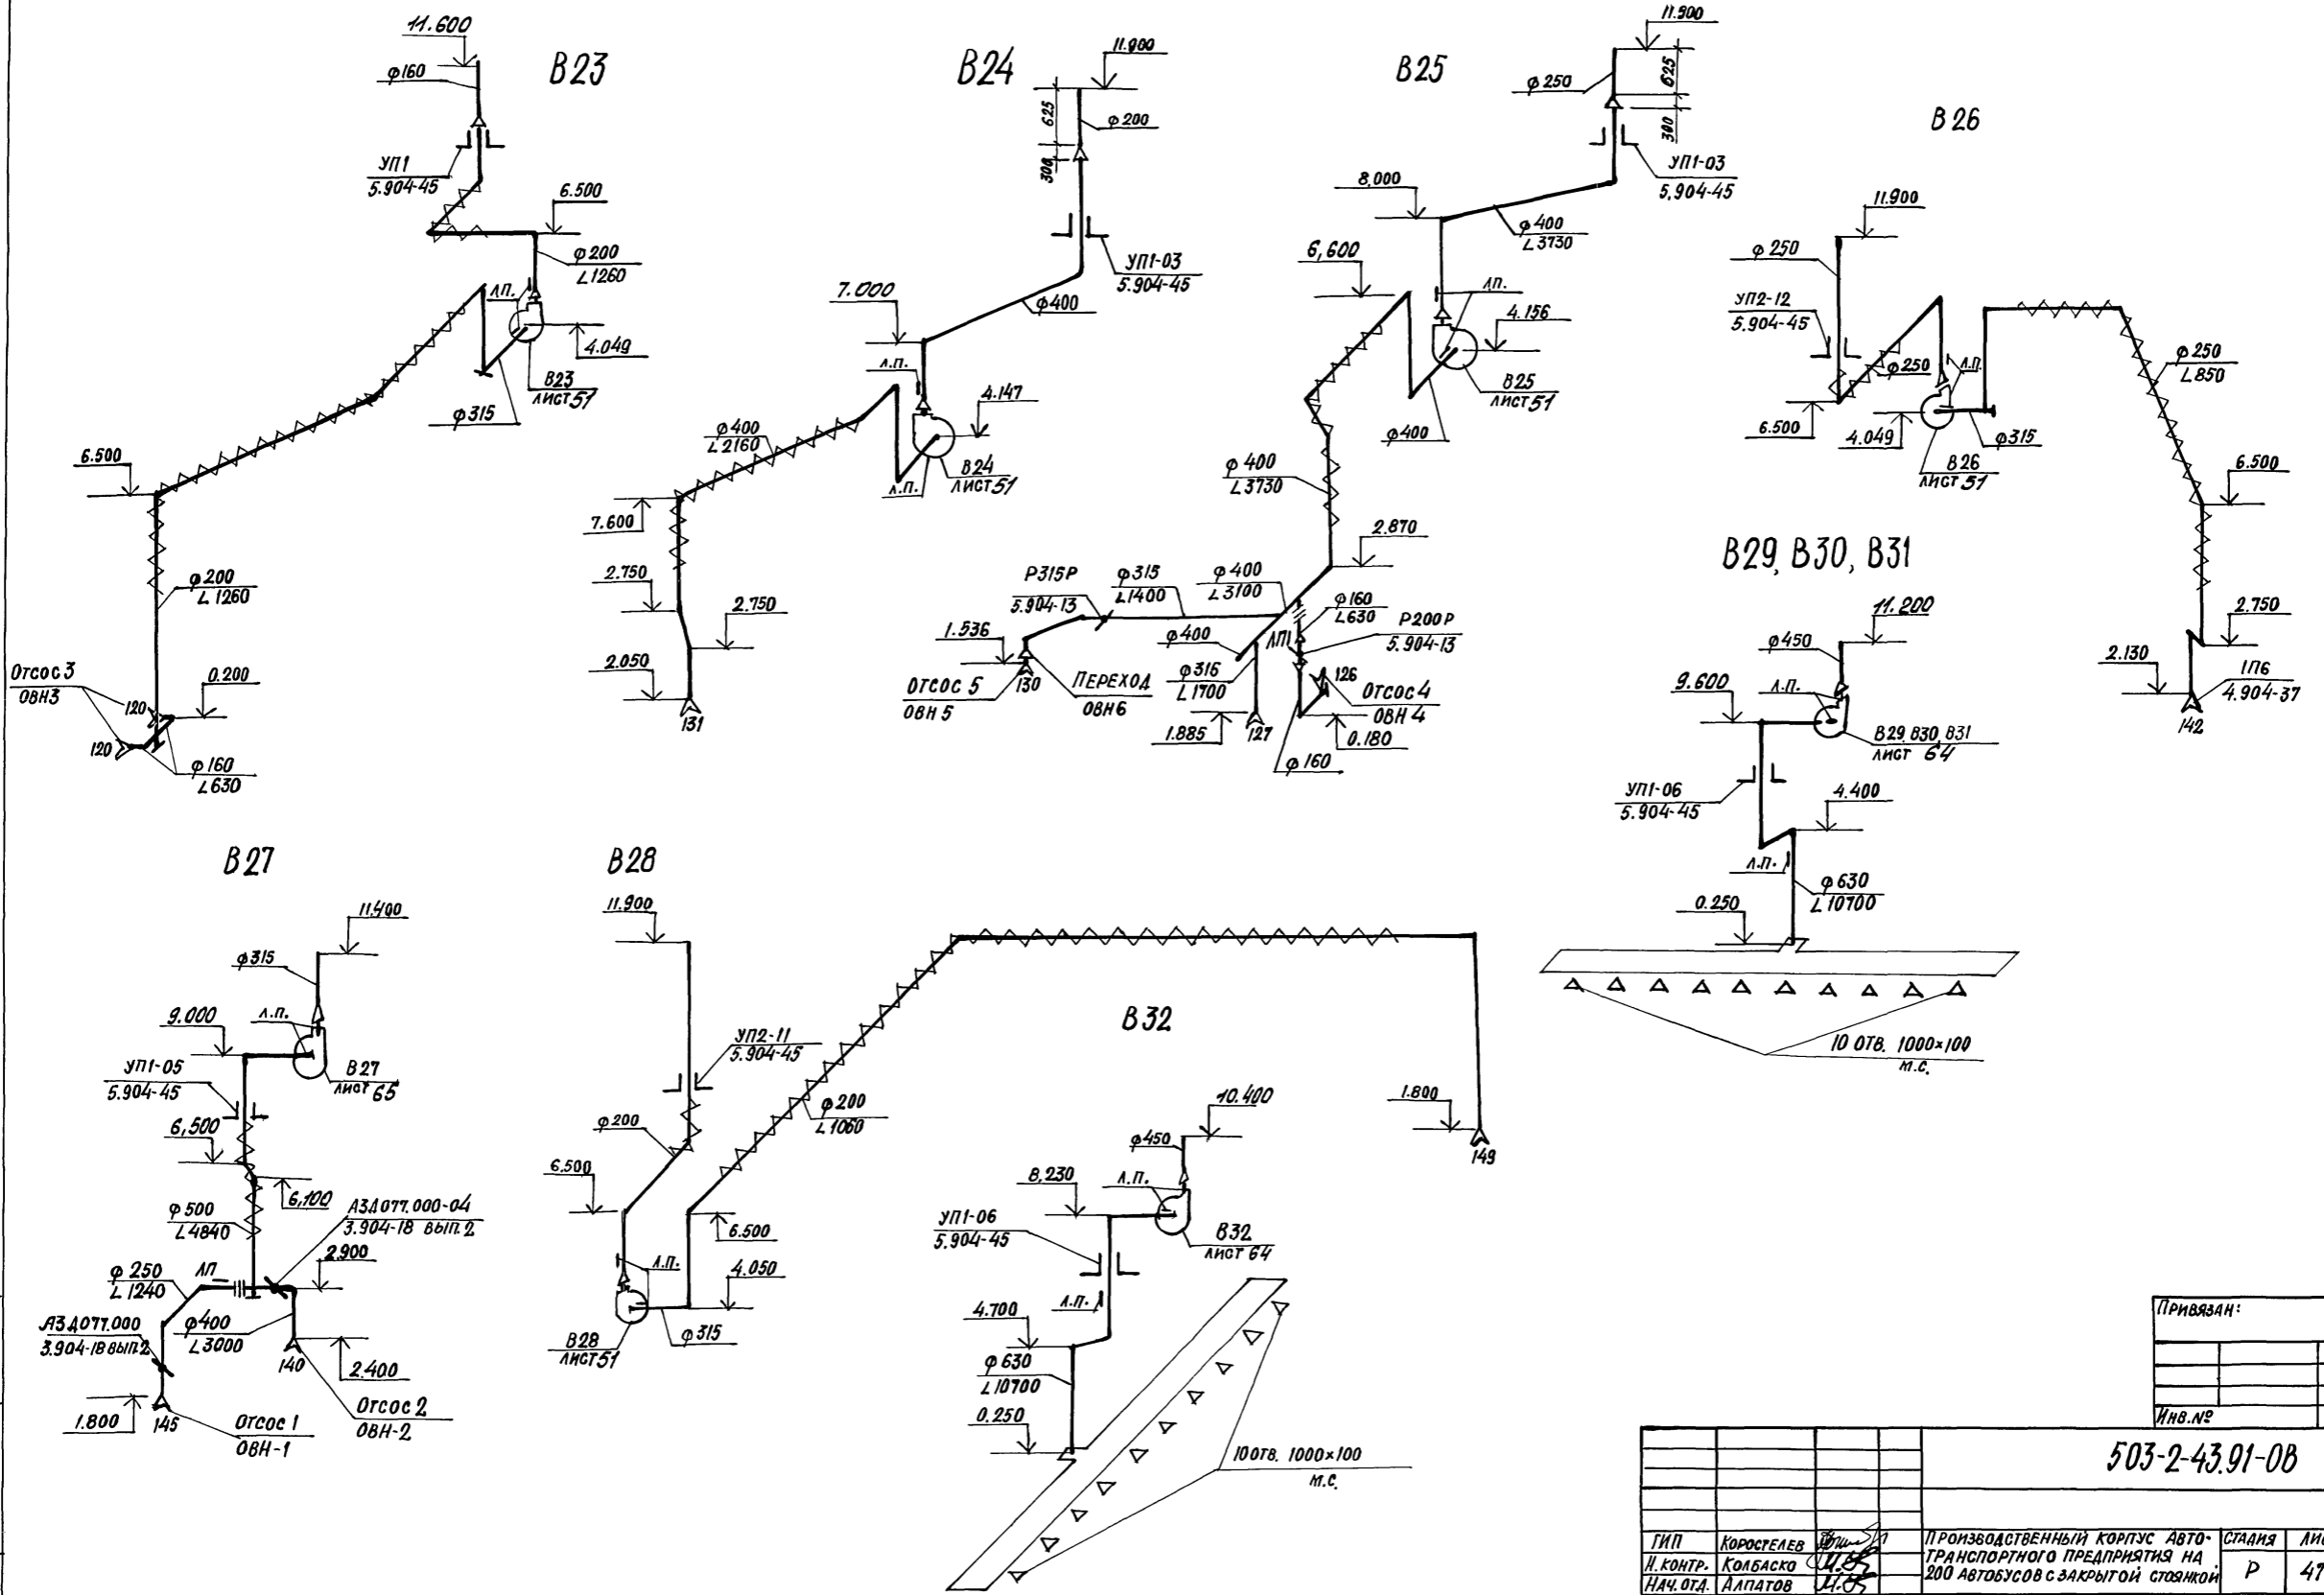 В23
11.600
φ160
УП1
5.904-45
6.500
φ200
L1260
Л.П.
4.049
В23
ЛИСТ 51
φ315
6.500
φ200
L1260
ОТСОС 3
ОВН3
120
0.200
120
φ160
L630
В24
11.900
625
φ200
300
УП1-03
5.904-45
7.000
φ400
Л.П.
4.147
φ400
L2160
В24
ЛИСТ 51
Л.П.
7.600
2.750
2.750
2.050
131
В25
11.900
φ250
625
300
УП1-03
5.904-45
8.000
φ400
L3730
6,600
Л.П.
4.156
В25
ЛИСТ 51
φ400
φ400
L3730
2.870
Р315Р
5.904-13
φ315
L1400
φ400
L3100
φ160
L630
Р200Р
5.904-13
1.536
φ400
ЛП1
ОТСОС 5
ОВН 5
130
ПЕРЕХОД
ОВН6
φ316
L1700
126
ОТСОС 4
ОВН 4
1.885
127
0.180
φ160
В26
11.900
φ250
УП2-12
5.904-45
φ250
Л.П.
φ250
L850
6.500
4.049
φ315
В26
ЛИСТ 51
6.500
2.750
2.130
1П6
4.904-37
142
В29, В30, В31
11.200
φ450
9.600
Л.П.
В29, В30, В31
ЛИСТ 64
УП1-06
5.904-45
4.400
Л.П.
φ630
L10700
0.250
10 ОТВ. 1000×100
М.С.
В27
11.400
φ315
9.000
Л.П.
УП1-05
5.904-45
В27
ЛИСТ 65
6,500
6,100
φ500
L4840
АЗД077.000-04
3.904-18 ВЫП.2
2.900
φ250
L1240
ЛП
АЗД077.000
3.904-18 ВЫП.2
φ400
L3000
140
2.400
1.800
145
ОТСОС 1
ОВН-1
ОТСОС 2
ОВН-2
В28
11.900
УП2-11
5.904-45
φ200
φ200
L1060
6.500
6.500
Л.П.
4.050
φ315
В28
ЛИСТ 51
1.800
149
В32
10.400
φ450
8,230
Л.П.
УП1-06
5.904-45
В32
ЛИСТ 64
4.700
Л.П.
φ630
L10700
0.250
10 ОТВ. 1000×100
М.С.
ПРИВЯЗАН:
ИНВ.№
503-2-43.91-ОВ
ГИП КОРОСТЕЛЕВ
Н.КОНТР. КОЛБАСКО
НАЧ.ОТД. АЛПАТОВ
ПРОИЗВОДСТВЕННЫЙ КОРПУС АВТО-
ТРАНСПОРТНОГО ПРЕДПРИЯТИЯ НА
200 АВТОБУСОВ С ЗАКРЫТОЙ СТОЯНКОЙ
СТАДИЯ
Р